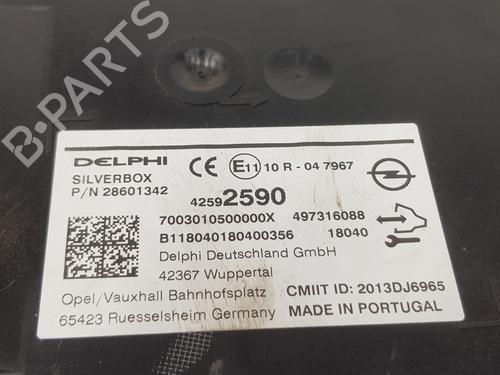 DELPHI CE E11 10 R - 04 7967
SILVERBOX
P/N 28601342
42592590
7003010500000X 497316088
B118040180400356 18040
Delphi Deutschland GmbH
42367 Wuppertal
Opel/Vauxhall Bahnhofsplatz CMIIT ID: 2013DJ6965
65423 Ruesselsheim Germany MADE IN PORTUGAL
B-PARTS